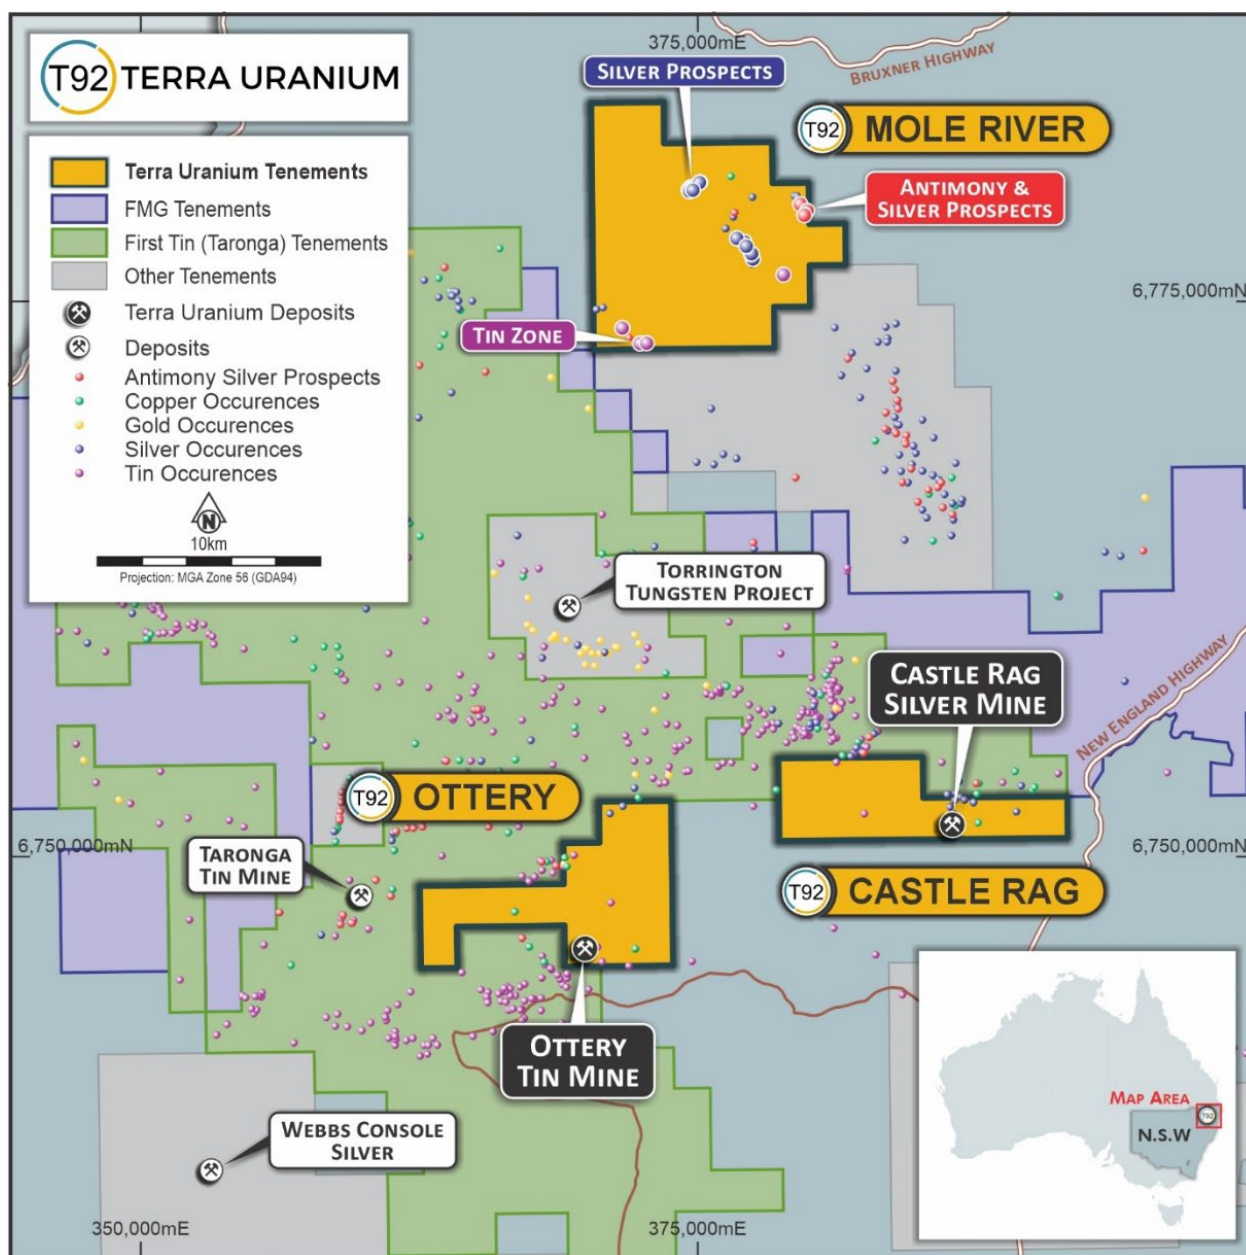 375,000mE
BRUXNER HIGHWAY
T92 TERRA URANIUM
SILVER PROSPECTS
T92 MOLE RIVER
Terra Uranium Tenements
FMG Tenements
First Tin (Taronga) Tenements
Other Tenements
Terra Uranium Deposits
Deposits
Antimony Silver Prospects
Copper Occurences
Gold Occurences
Silver Occurences
Tin Occurences
N
10km
Projection: MGA Zone 56 (GDA94)
ANTIMONY &
SILVER PROSPECTS
6,775,000mN
TIN ZONE
TORRINGTON
TUNGSTEN PROJECT
CASTLE RAG
SILVER MINE
NEW ENGLAND HIGHWAY
T92 OTTERY
6,750,000mN
6,750,000mN
TARONGA
TIN MINE
T92 CASTLE RAG
OTTERY
TIN MINE
WEBBS CONSOLE
SILVER
MAP AREA
T92
N.S.W
350,000mE
375,000mE